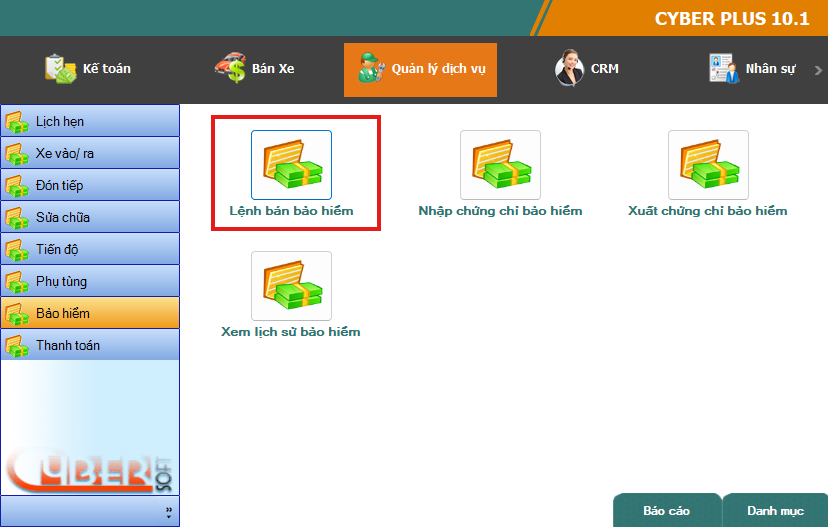 CYBER PLUS 10.1
Kế toán
Bán Xe
Quản lý dịch vụ
CRM
Nhân sự
Lịch hẹn
Xe vào/ ra
Đón tiếp
Sửa chữa
Tiến độ
Phụ tùng
Bảo hiểm
Thanh toán
Lệnh bán bảo hiểm
Nhập chứng chỉ bảo hiểm
Xuất chứng chỉ bảo hiểm
Xem lịch sử bảo hiểm
CYBER
SOFT
Báo cáo
Danh mục